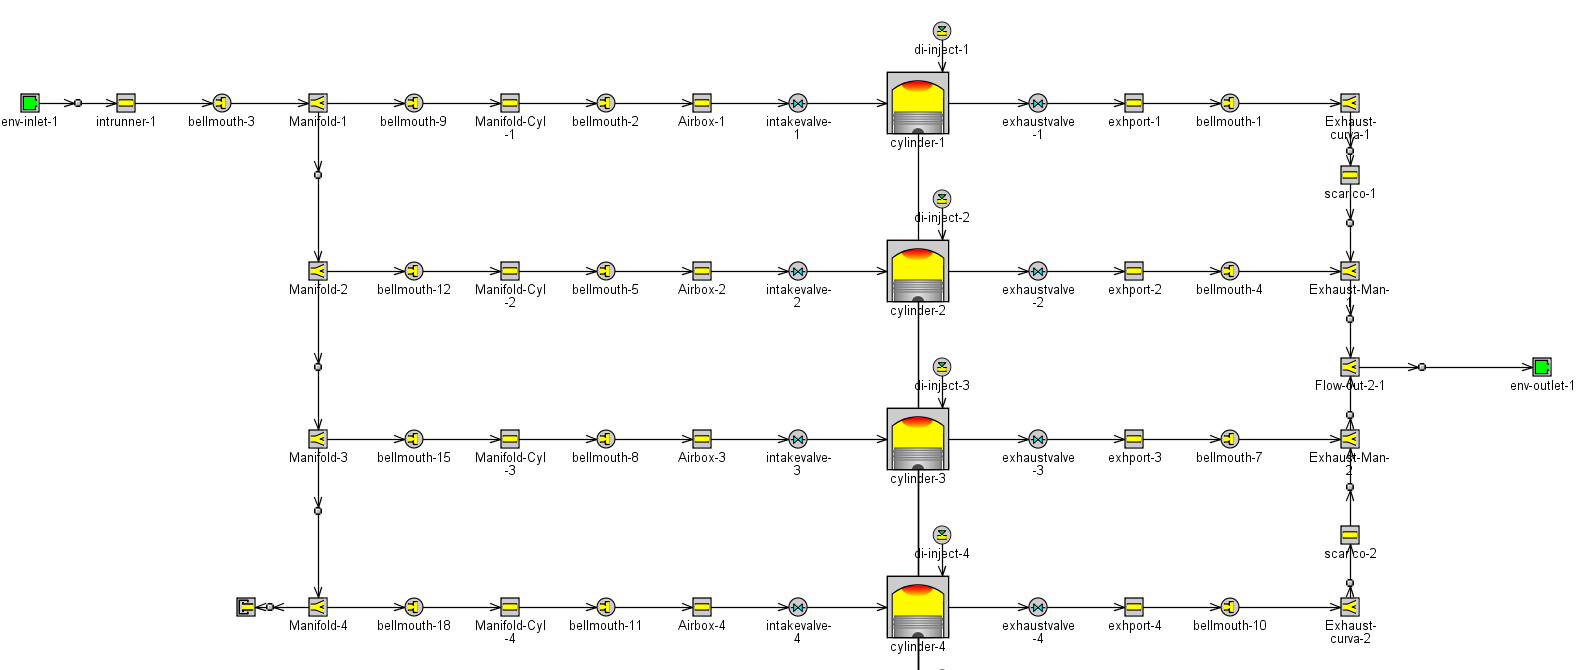 di-inject-1
env-inlet-1
intrunner-1
bellmouth-3
Manifold-1
bellmouth-9
Manifold-Cyl
-1
bellmouth-2
Airbox-1
intakevalve-
1
cylinder-1
exhaustvalve
-1
exhport-1
bellmouth-1
Exhaust-
curva-1
scarico-1
di-inject-2
Manifold-2
bellmouth-12
Manifold-Cyl
-2
bellmouth-5
Airbox-2
intakevalve-
2
cylinder-2
exhaustvalve
-2
exhport-2
bellmouth-4
Exhaust-Man-
1
di-inject-3
Flow-out-2-1
env-outlet-1
Manifold-3
bellmouth-15
Manifold-Cyl
-3
bellmouth-8
Airbox-3
intakevalve-
3
cylinder-3
exhaustvalve
-3
exhport-3
bellmouth-7
Exhaust-Man-
2
di-inject-4
scarico-2
Manifold-4
bellmouth-18
Manifold-Cyl
-4
bellmouth-11
Airbox-4
intakevalve-
4
cylinder-4
exhaustvalve
-4
exhport-4
bellmouth-10
Exhaust-
curva-2